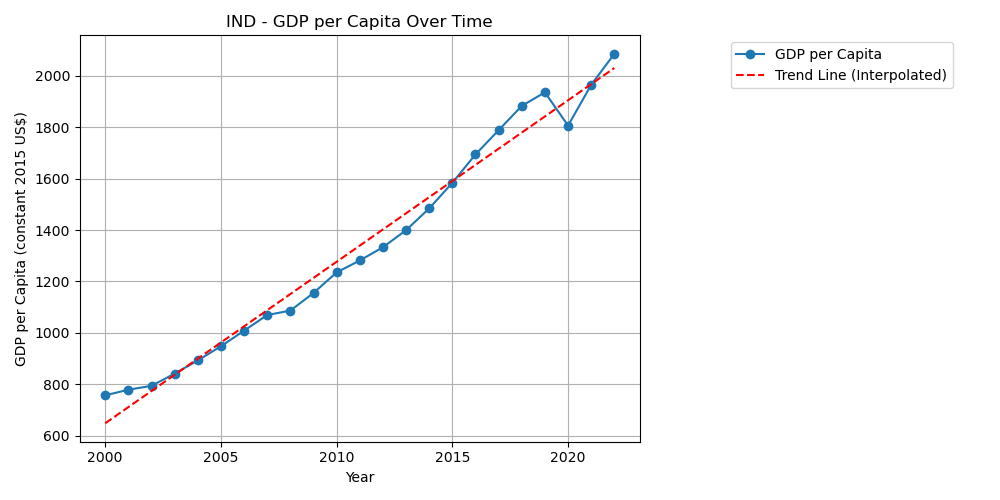 IND - GDP per Capita Over Time
GDP per Capita
Trend Line (Interpolated)
GDP per Capita (constant 2015 US$)
2000
1800
1600
1400
1200
1000
800
600
2000
2005
2010
2015
2020
Year